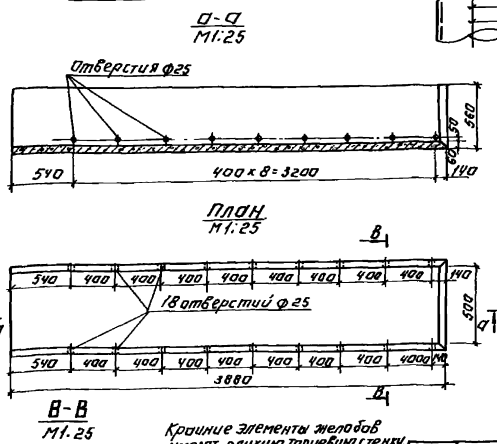 а-а
М1:25
Отверстия ф25
540
400 x 8 = 3200
140
60
50
560
План
М1:25
В
540 400 400 400 400 400 400 400 400 140
18 отверстий ф25
500
а
540 400 400 400 400 400 400 400 400
3880
В
В-В
М1:25
Крайние элементы желобов